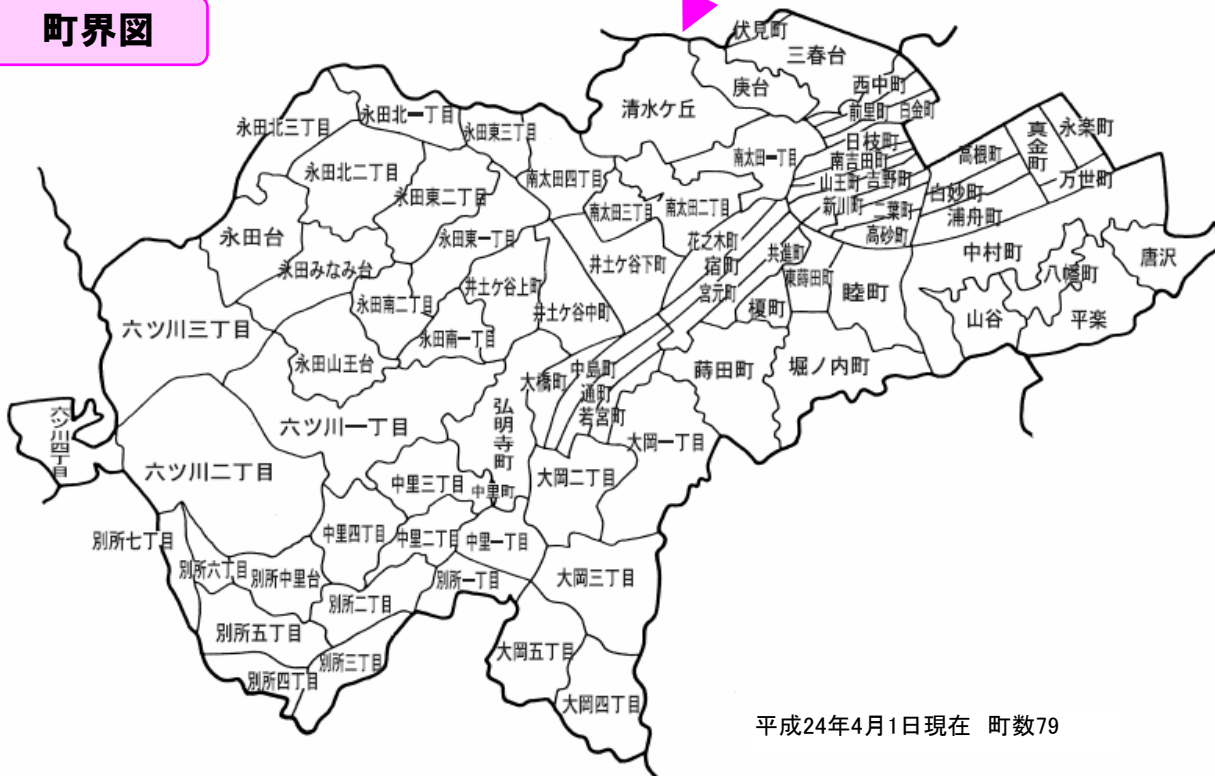 町界図
伏見町
三春台
庚台
西中町
清水ケ丘
前里町
白金町
永田北三丁目
永田北一丁目
永田東三丁目
日枝町
南太田一丁目
南吉田町
高根町
真金町
永楽町
永田北二丁目
南太田四丁目
山王町
吉野町
万世町
永田東二丁目
白妙町
南太田三丁目
南太田二丁目
新川町
二葉町
浦舟町
永田台
永田東一丁目
花之木町
高砂町
永田みなみ台
井土ケ谷下町
宿町
共進町
中村町
唐沢
井土ケ谷上町
宮元町
東蒔田町
睦町
八幡町
永田南二丁目
井土ケ谷中町
榎町
山谷
平楽
六ツ川三丁目
永田南一丁目
永田山王台
中島町
蒔田町
堀ノ内町
大橋町
通町
若宮町
六ツ川四丁目
六ツ川一丁目
弘明寺町
大岡一丁目
六ツ川二丁目
中里三丁目
中里町
大岡二丁目
別所七丁目
中里四丁目
中里二丁目
中里一丁目
別所六丁目
別所中里台
別所一丁目
大岡三丁目
別所二丁目
別所五丁目
大岡五丁目
別所三丁目
別所四丁目
大岡四丁目
平成24年4月1日現在 町数79